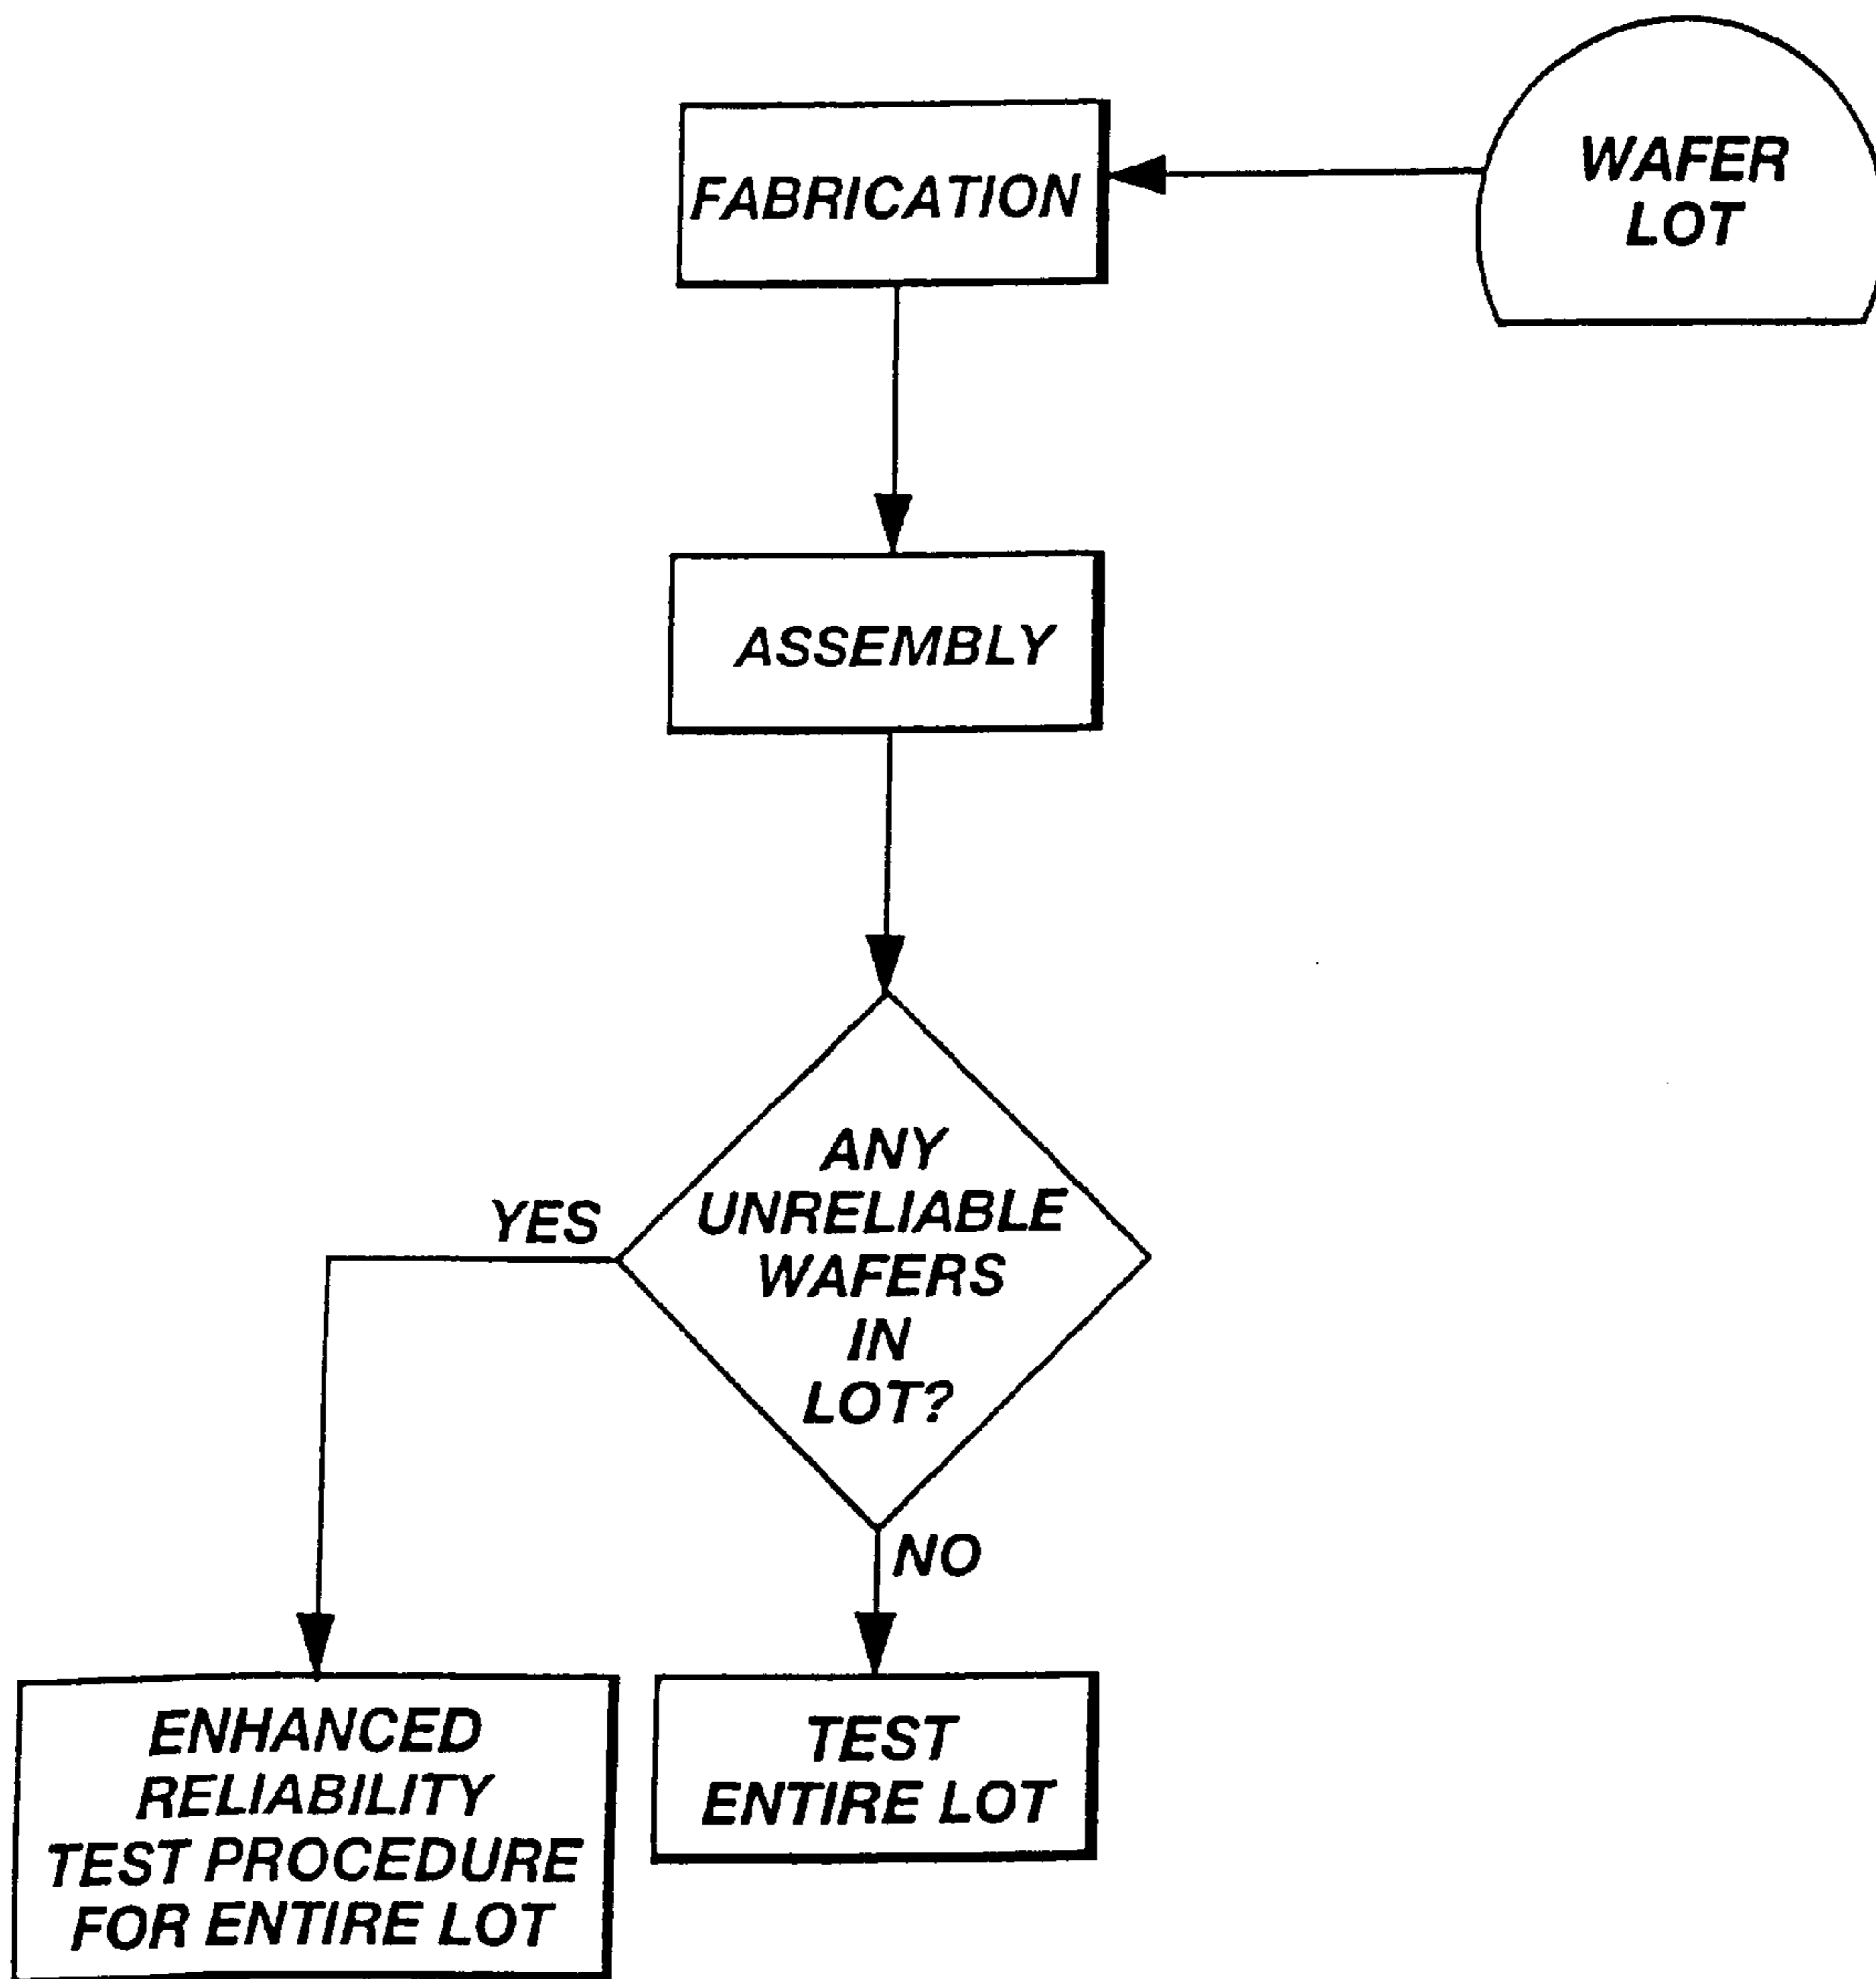 WAFER
LOT
FABRICATION
ASSEMBLY
ANY
UNRELIABLE
WAFERS
IN
LOT?
YES
NO
ENHANCED
RELIABILITY
TEST PROCEDURE
FOR ENTIRE LOT
TEST
ENTIRE LOT